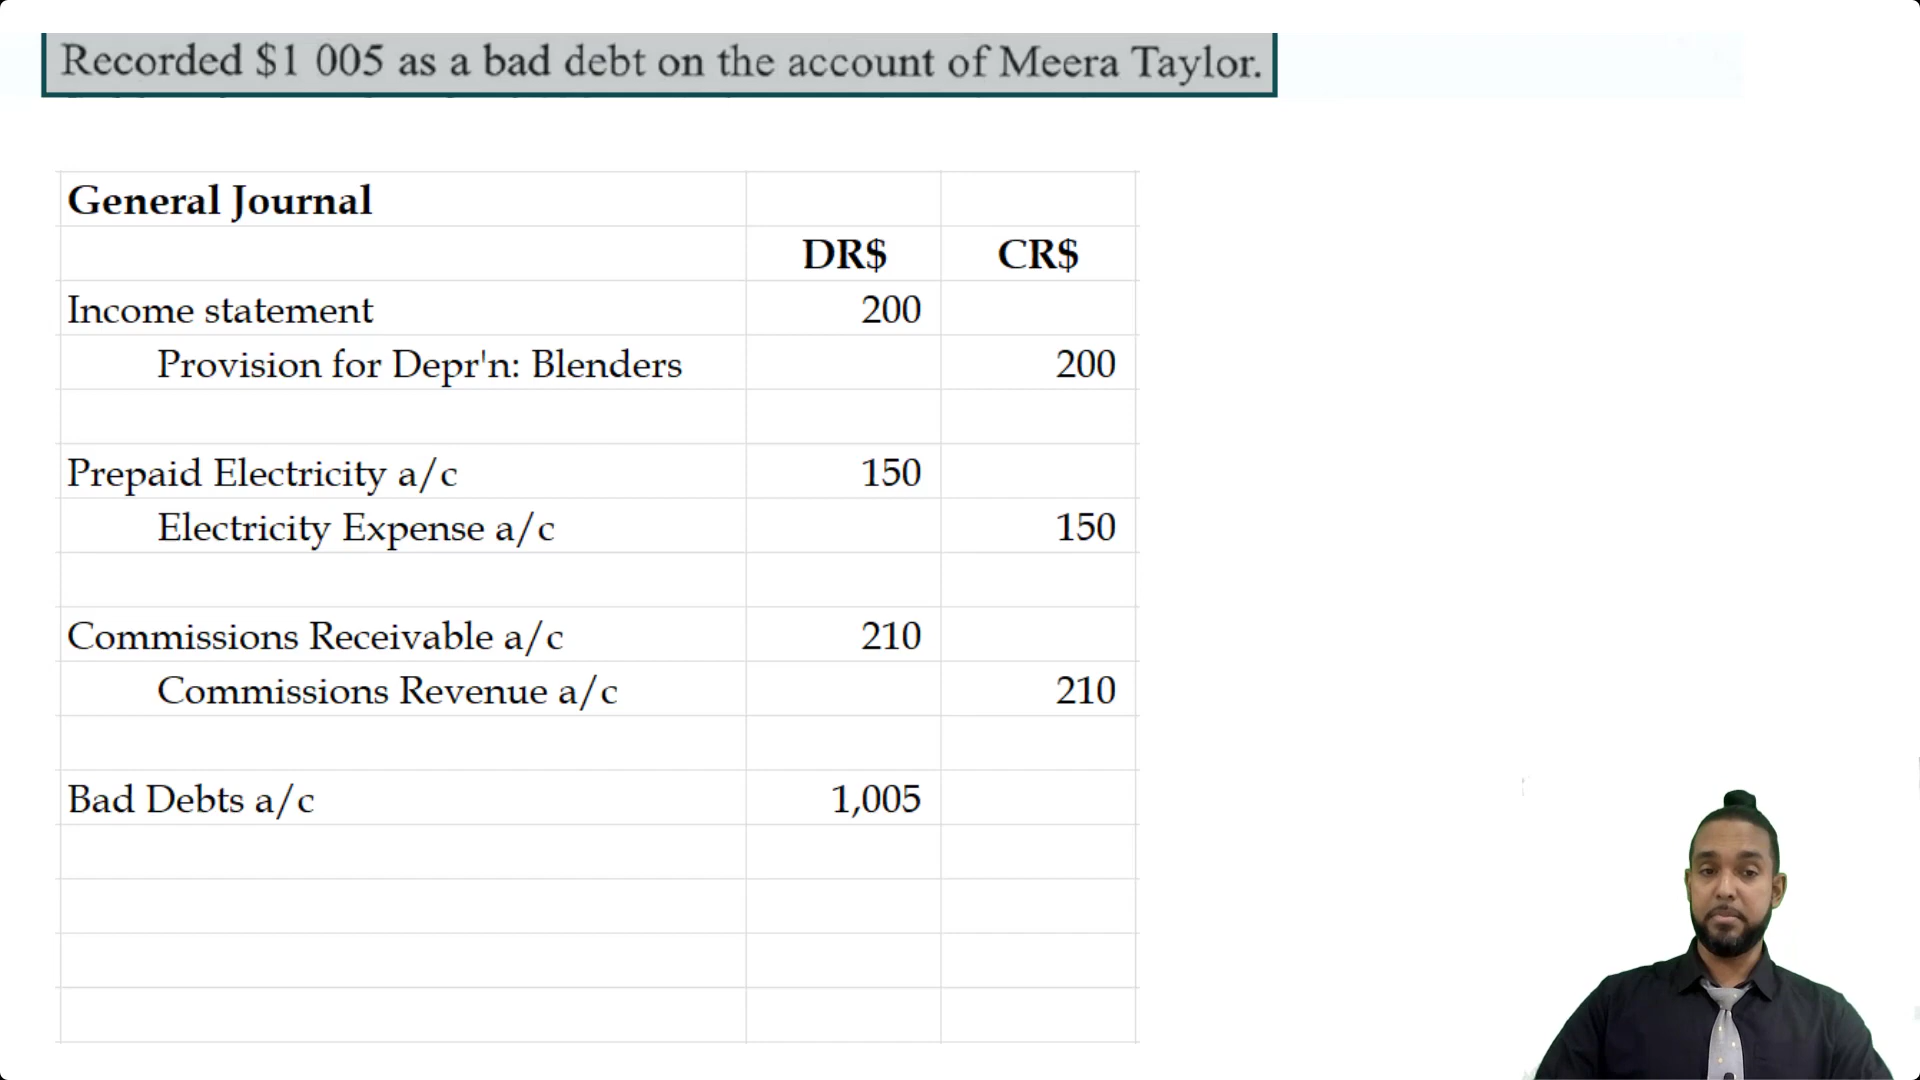 Recorded $1 005 as a bad debt on the account of Meera Taylor.
General Journal
DR$ CR$
Income statement 200
Provision for Depr'n: Blenders 200
Prepaid Electricity a/c 150
Electricity Expense a/c 150
Commissions Receivable a/c 210
Commissions Revenue a/c 210
Bad Debts a/c 1,005